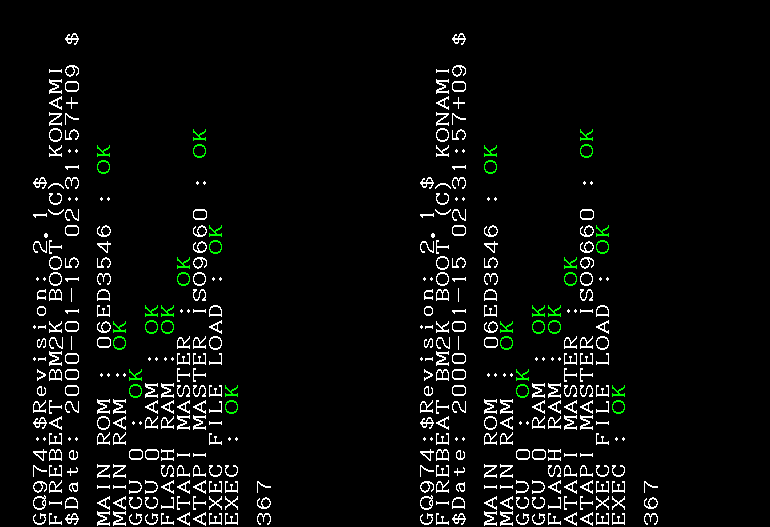 GQ974:$Revision: 2.1 $
FIREBEAT BM2K BOOT (C) KONAMI
$Date: 2000-01-15 02:31:57+09 $
MAIN ROM : 06ED3546 : OK
MAIN RAM : OK
GCU 0 : OK
GCU 0 RAM : OK
FLASH RAM : OK
ATAPI MASTER : OK
ATAPI MASTER ISO9660 : OK
EXEC FILE LOAD : OK
EXEC : OK
367
GQ974:$Revision: 2.1 $
FIREBEAT BM2K BOOT (C) KONAMI
$Date: 2000-01-15 02:31:57+09 $
MAIN ROM : 06ED3546 : OK
MAIN RAM : OK
GCU 0 : OK
GCU 0 RAM : OK
FLASH RAM : OK
ATAPI MASTER : OK
ATAPI MASTER ISO9660 : OK
EXEC FILE LOAD : OK
EXEC : OK
367